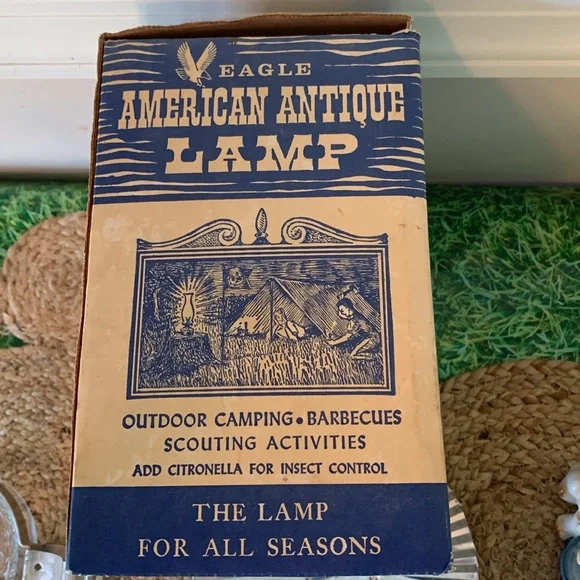 EAGLE
AMERICAN ANTIQUE
LAMP
OUTDOOR CAMPING • BARBECUES
SCOUTING ACTIVITIES
ADD CITRONELLA FOR INSECT CONTROL
THE LAMP
FOR ALL SEASONS